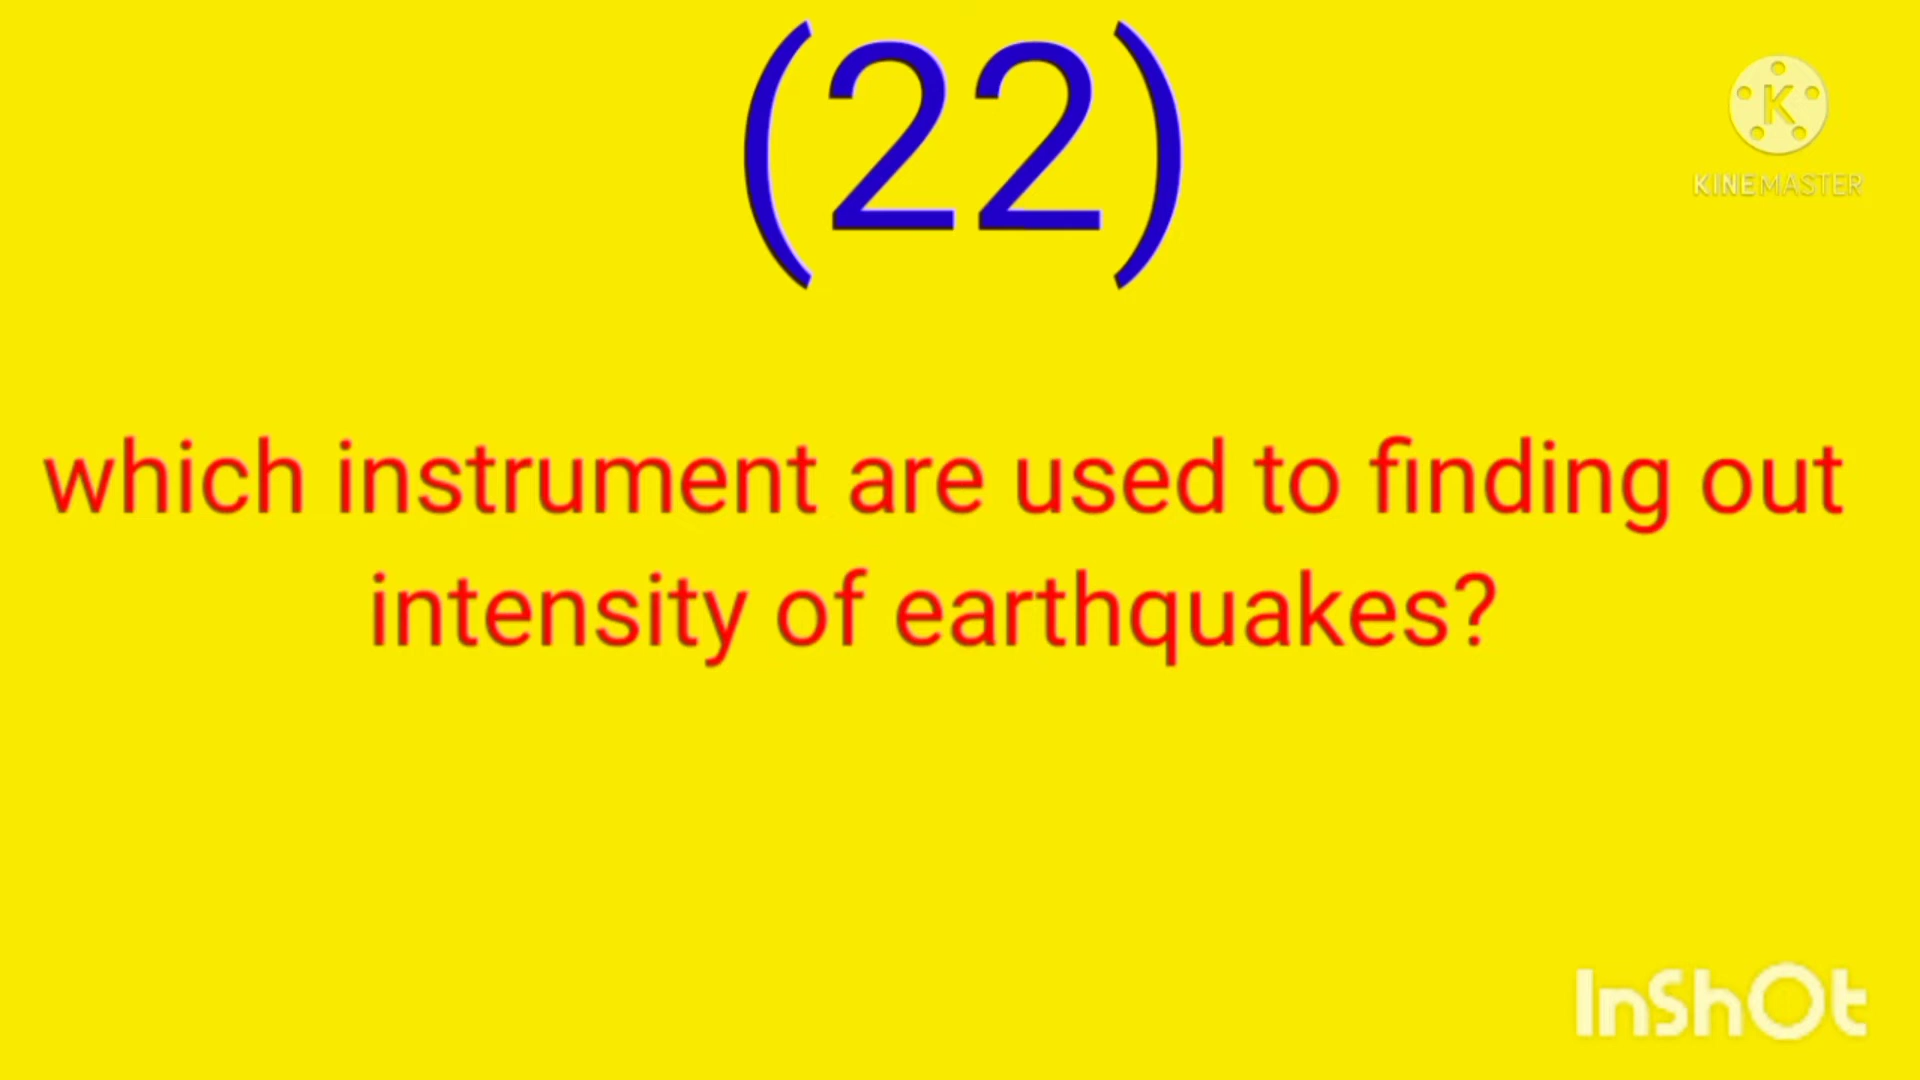 (22)
K
KINEMASTER
which instrument are used to finding out
intensity of earthquakes?
InShOt